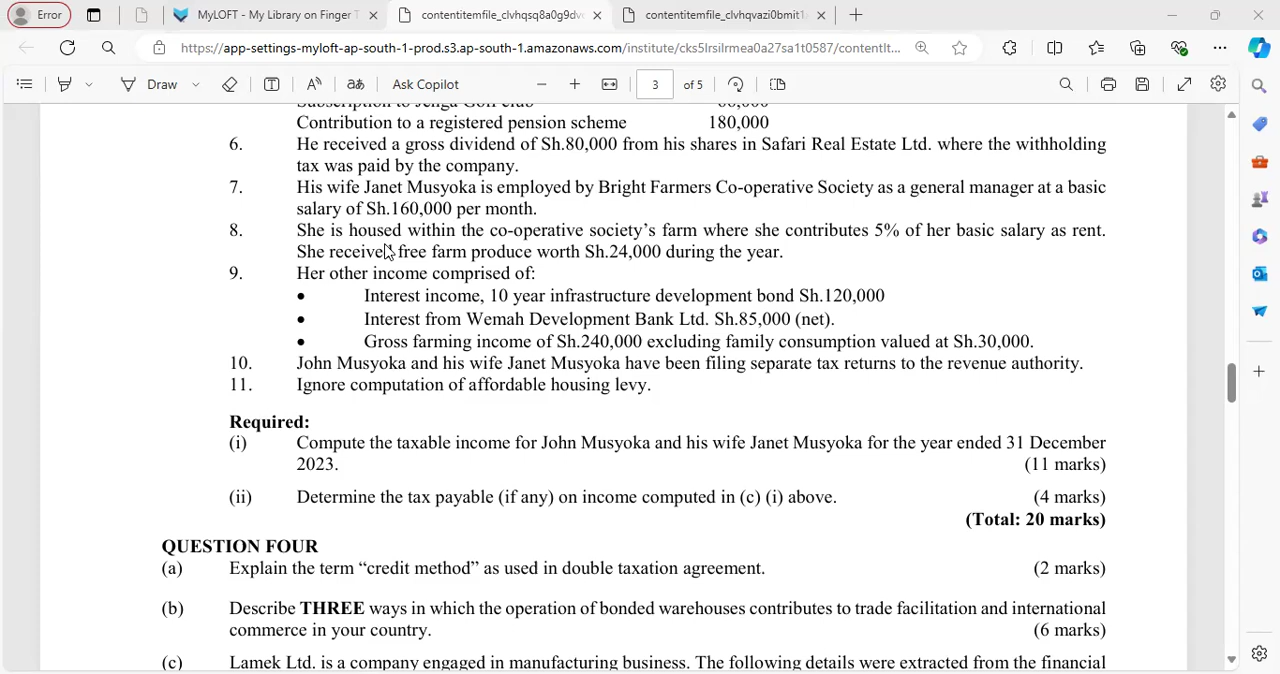 Error
MyLOFT - My Library on Finger T
contentitemfile_clvhqsq8a0g9dv
contentitemfile_clvhqvazi0bmit1
https://app-settings-myloft-ap-south-1-prod.s3.ap-south-1.amazonaws.com/institute/cks5lrsilrmea0a27sa1t0587/contentIt...
Draw
Ask Copilot
3 of 5
Subscription to Jenga Golf club 60,000
Contribution to a registered pension scheme 180,000
6. He received a gross dividend of Sh.80,000 from his shares in Safari Real Estate Ltd. where the withholding
tax was paid by the company.
7. His wife Janet Musyoka is employed by Bright Farmers Co-operative Society as a general manager at a basic
salary of Sh.160,000 per month.
8. She is housed within the co-operative society's farm where she contributes 5% of her basic salary as rent.
She received free farm produce worth Sh.24,000 during the year.
9. Her other income comprised of:
• Interest income, 10 year infrastructure development bond Sh.120,000
• Interest from Wemah Development Bank Ltd. Sh.85,000 (net).
• Gross farming income of Sh.240,000 excluding family consumption valued at Sh.30,000.
10. John Musyoka and his wife Janet Musyoka have been filing separate tax returns to the revenue authority.
11. Ignore computation of affordable housing levy.
Required:
(i) Compute the taxable income for John Musyoka and his wife Janet Musyoka for the year ended 31 December
2023. (11 marks)
(ii) Determine the tax payable (if any) on income computed in (c) (i) above. (4 marks)
(Total: 20 marks)
QUESTION FOUR
(a) Explain the term “credit method” as used in double taxation agreement. (2 marks)
(b) Describe THREE ways in which the operation of bonded warehouses contributes to trade facilitation and international
commerce in your country. (6 marks)
(c) Lamek Ltd. is a company engaged in manufacturing business. The following details were extracted from the financial